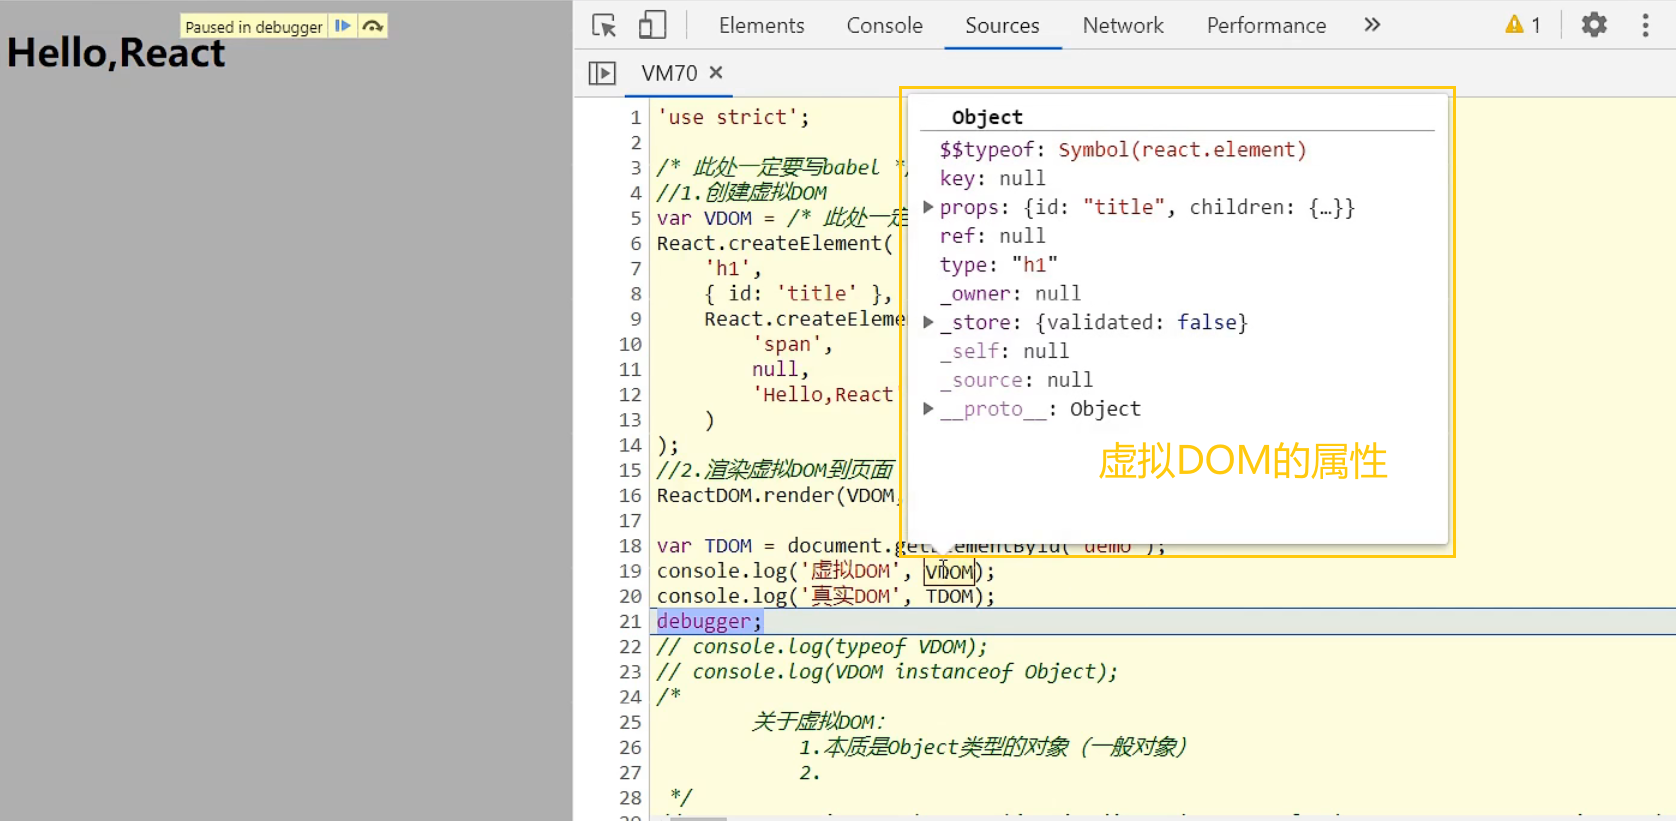 Paused in debugger
Hello,React
Elements Console Sources Network Performance » 1
VM70 ×
1 'use strict';
2
3 /* 此处一定要写babel *
4 //1.创建虚拟DOM
5 var VDOM = /* 此处一定
6 React.createElement(
7 'h1',
8 { id: 'title' },
9 React.createEleme
10 'span',
11 null,
12 'Hello,React
13 )
14 );
15 //2.渲染虚拟DOM到页面
16 ReactDOM.render(VDOM,
17
18 var TDOM = document.getElementById('demo');
19 console.log('虚拟DOM', VDOM);
20 console.log('真实DOM', TDOM);
21 debugger;
22 // console.log(typeof VDOM);
23 // console.log(VDOM instanceof Object);
24 /*
25 关于虚拟DOM:
26 1.本质是Object类型的对象（一般对象）
27 2.
28 */
Object
$$typeof: Symbol(react.element)
key: null
props: {id: "title", children: {…}}
ref: null
type: "h1"
_owner: null
_store: {validated: false}
_self: null
_source: null
__proto__: Object
虚拟DOM的属性